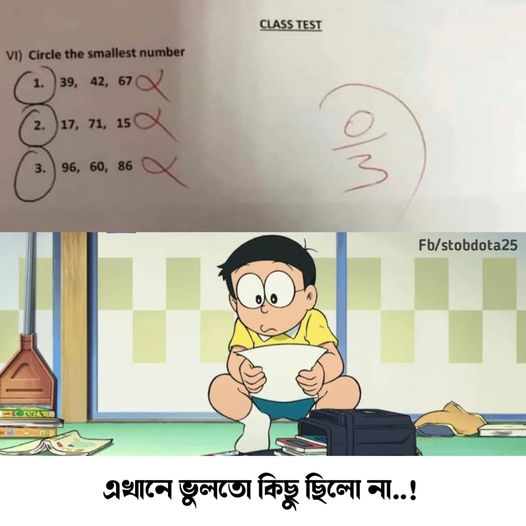 CLASS TEST
VI) Circle the smallest number
1. 39, 42, 67
2. 17, 71, 15
3. 96, 60, 86
0/3
Fb/stobdota25
এখানে ভুলতো কিছু ছিলো না..!